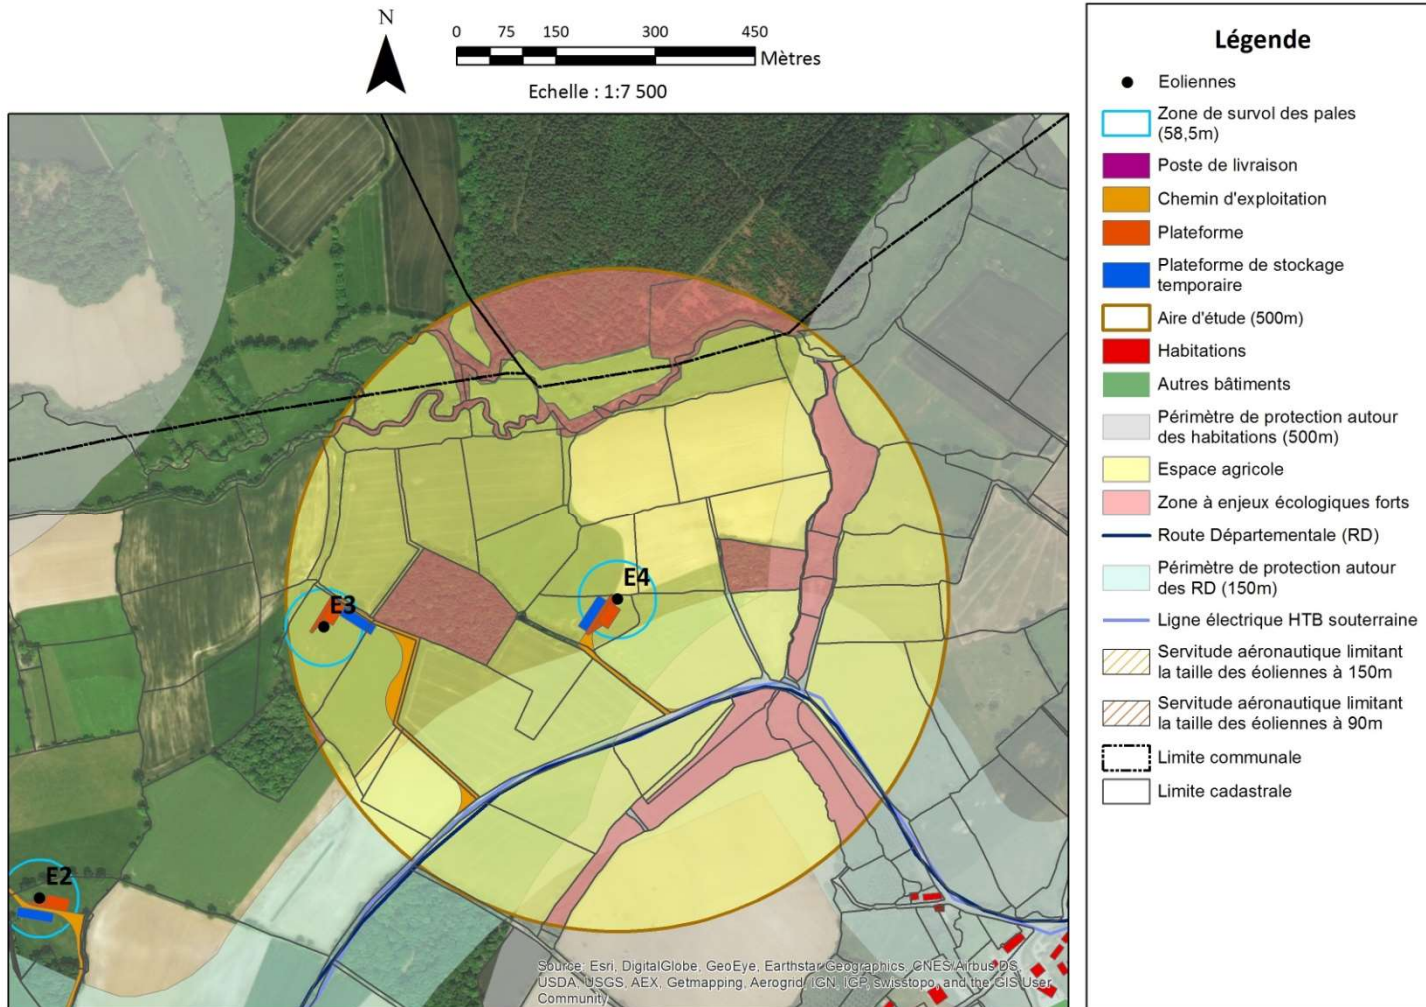 N
0 75 150 300 450
Mètres
Echelle : 1:7 500
E3
E4
E2
Source: Esri, DigitalGlobe, GeoEye, Earthstar Geographics, CNES/Airbus DS,
USDA, USGS, AEX, Getmapping, Aerogrid, IGN, IGP, swisstopo, and the GIS User
Community
Légende
Eoliennes
Zone de survol des pales
(58,5m)
Poste de livraison
Chemin d'exploitation
Plateforme
Plateforme de stockage
temporaire
Aire d'étude (500m)
Habitations
Autres bâtiments
Périmètre de protection autour
des habitations (500m)
Espace agricole
Zone à enjeux écologiques forts
Route Départementale (RD)
Périmètre de protection autour
des RD (150m)
Ligne électrique HTB souterraine
Servitude aéronautique limitant
la taille des éoliennes à 150m
Servitude aéronautique limitant
la taille des éoliennes à 90m
Limite communale
Limite cadastrale